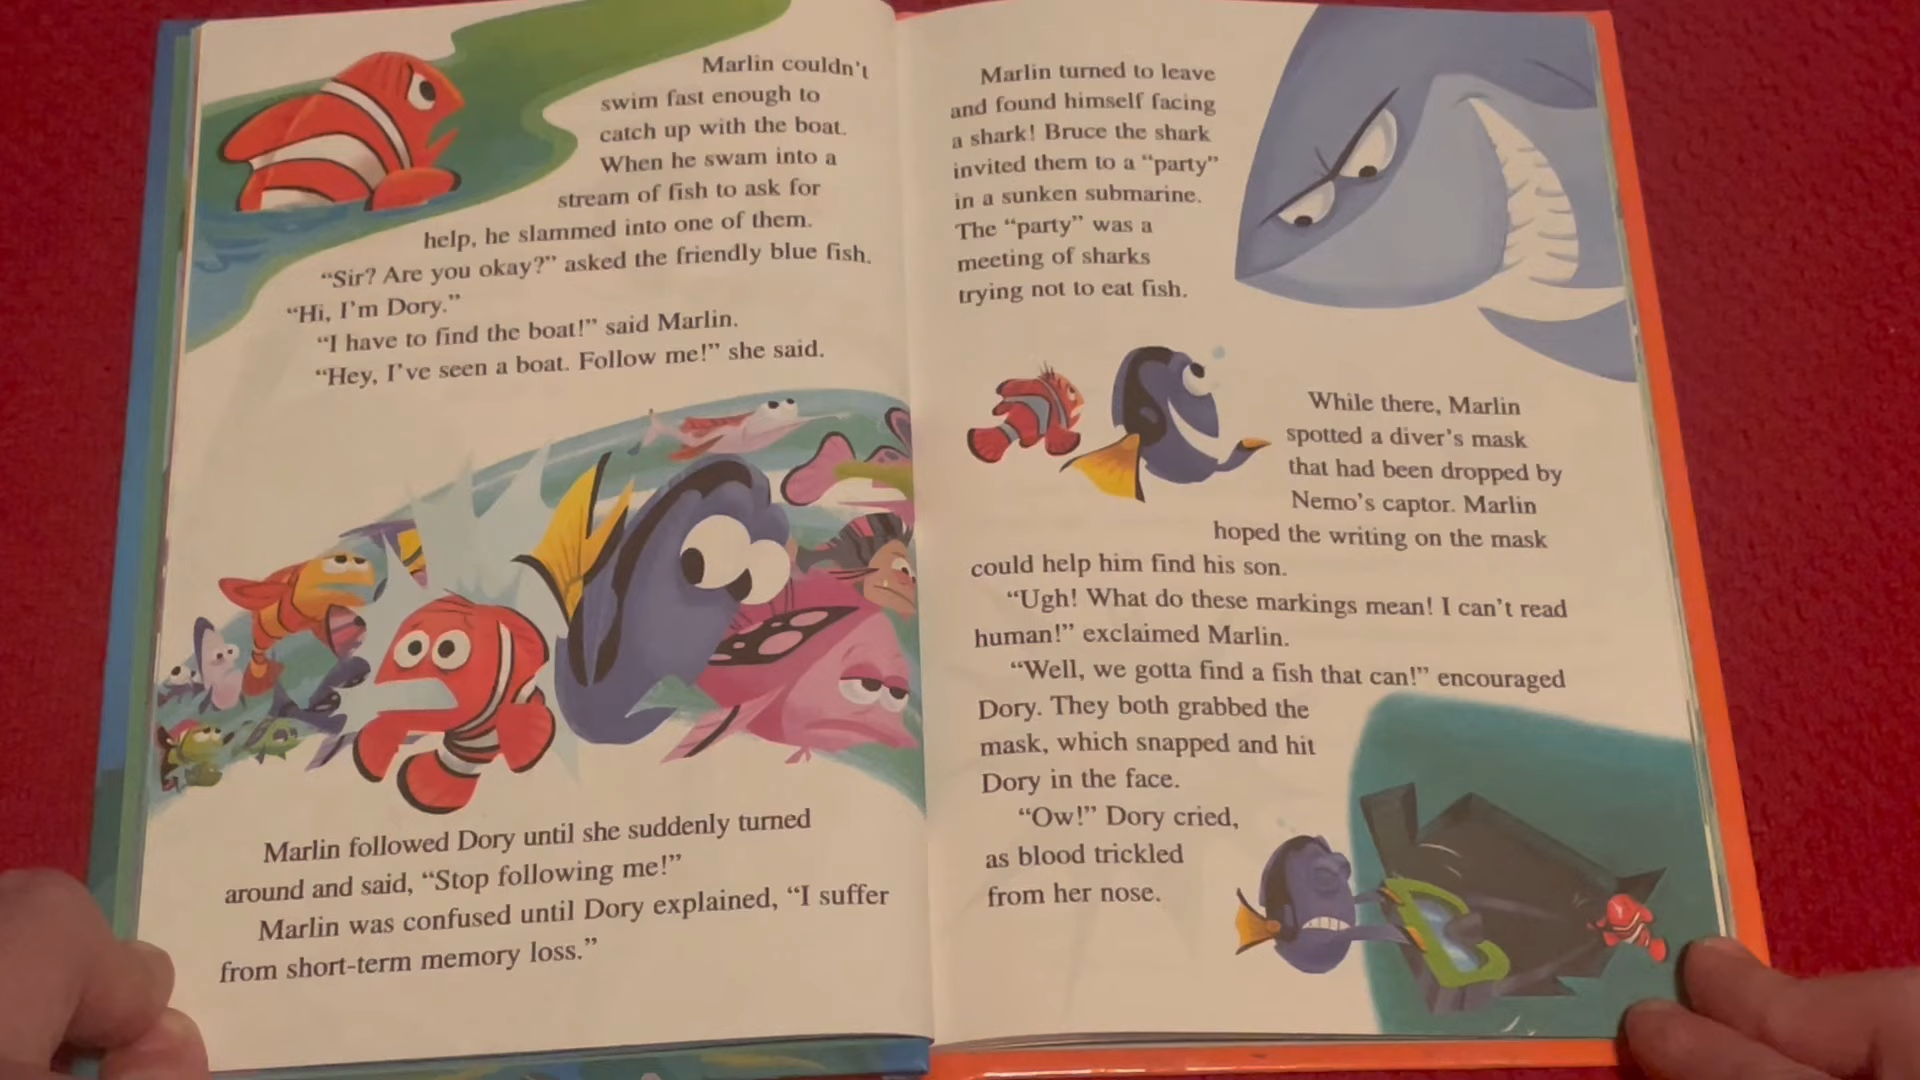 Marlin couldn't
swim fast enough to
catch up with the boat.
When he swam into a
stream of fish to ask for
help, he slammed into one of them.
“Sir? Are you okay?” asked the friendly blue fish.
“Hi, I'm Dory.”
“I have to find the boat!” said Marlin.
“Hey, I've seen a boat. Follow me!” she said.
Marlin followed Dory until she suddenly turned
around and said, “Stop following me!”
Marlin was confused until Dory explained, “I suffer
from short-term memory loss.”
Marlin turned to leave
and found himself facing
a shark! Bruce the shark
invited them to a “party”
in a sunken submarine.
The “party” was a
meeting of sharks
trying not to eat fish.
While there, Marlin
spotted a diver's mask
that had been dropped by
Nemo's captor. Marlin
hoped the writing on the mask
could help him find his son.
“Ugh! What do these markings mean! I can't read
human!” exclaimed Marlin.
“Well, we gotta find a fish that can!” encouraged
Dory. They both grabbed the
mask, which snapped and hit
Dory in the face.
“Ow!” Dory cried,
as blood trickled
from her nose.